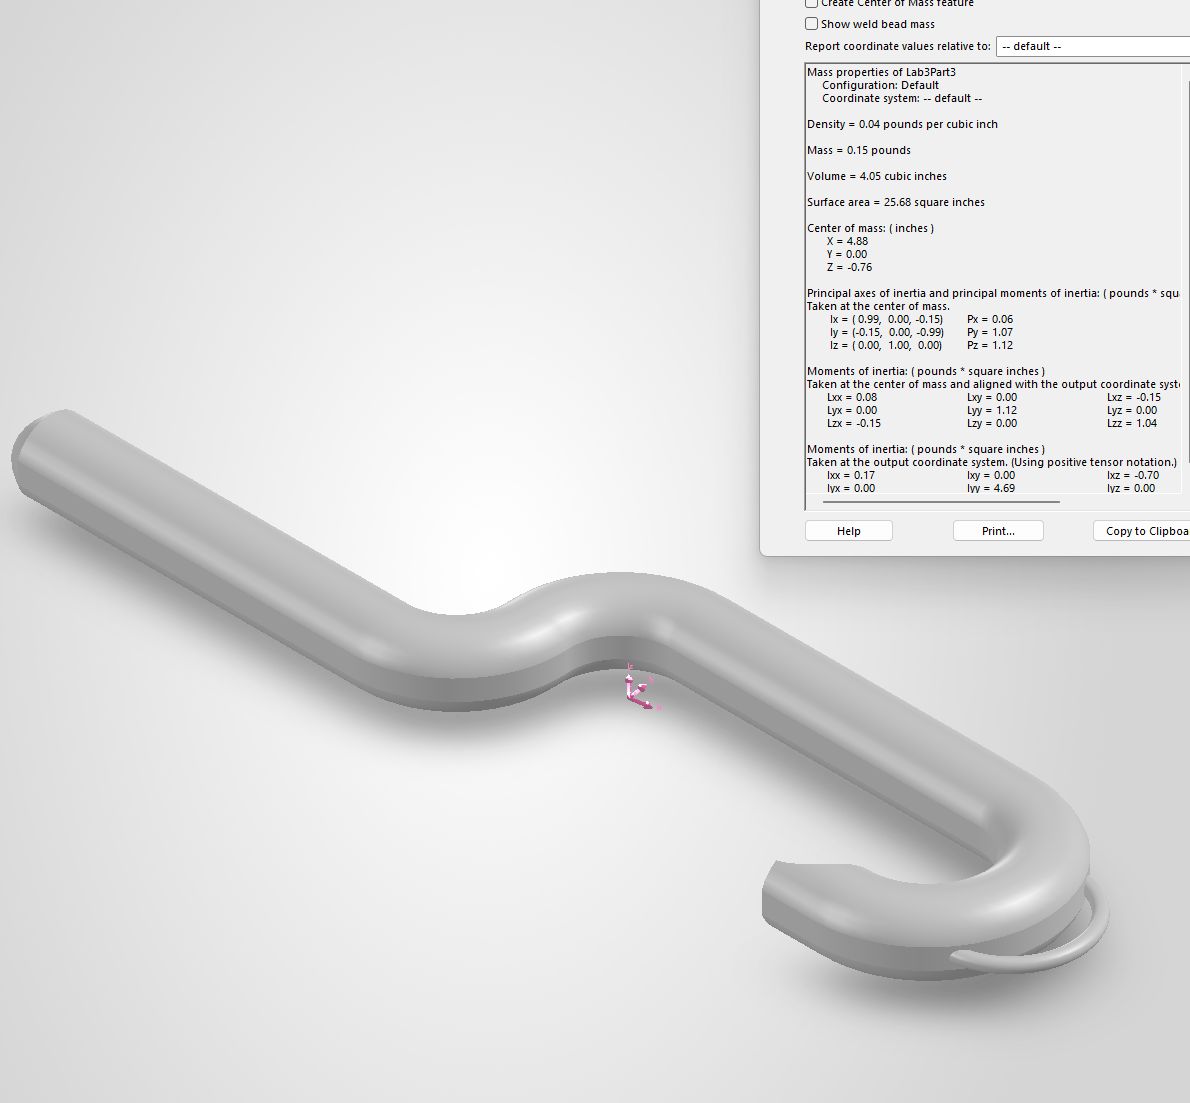 Create Center of Mass feature
Show weld bead mass
Report coordinate values relative to: -- default --
Mass properties of Lab3Part3
Configuration: Default
Coordinate system: -- default --
Density = 0.04 pounds per cubic inch
Mass = 0.15 pounds
Volume = 4.05 cubic inches
Surface area = 25.68 square inches
Center of mass: ( inches )
X = 4.88
Y = 0.00
Z = -0.76
Principal axes of inertia and principal moments of inertia: ( pounds * squ
Taken at the center of mass.
Ix = ( 0.99, 0.00, -0.15) Px = 0.06
Iy = (-0.15, 0.00, -0.99) Py = 1.07
Iz = ( 0.00, 1.00, 0.00) Pz = 1.12
Moments of inertia: ( pounds * square inches )
Taken at the center of mass and aligned with the output coordinate syst
Lxx = 0.08 Lxy = 0.00 Lxz = -0.15
Lyx = 0.00 Lyy = 1.12 Lyz = 0.00
Lzx = -0.15 Lzy = 0.00 Lzz = 1.04
Moments of inertia: ( pounds * square inches )
Taken at the output coordinate system. (Using positive tensor notation.)
Ixx = 0.17 Ixy = 0.00 Ixz = -0.70
Iyx = 0.00 Iyy = 4.69 Iyz = 0.00
Help Print... Copy to Clipboa